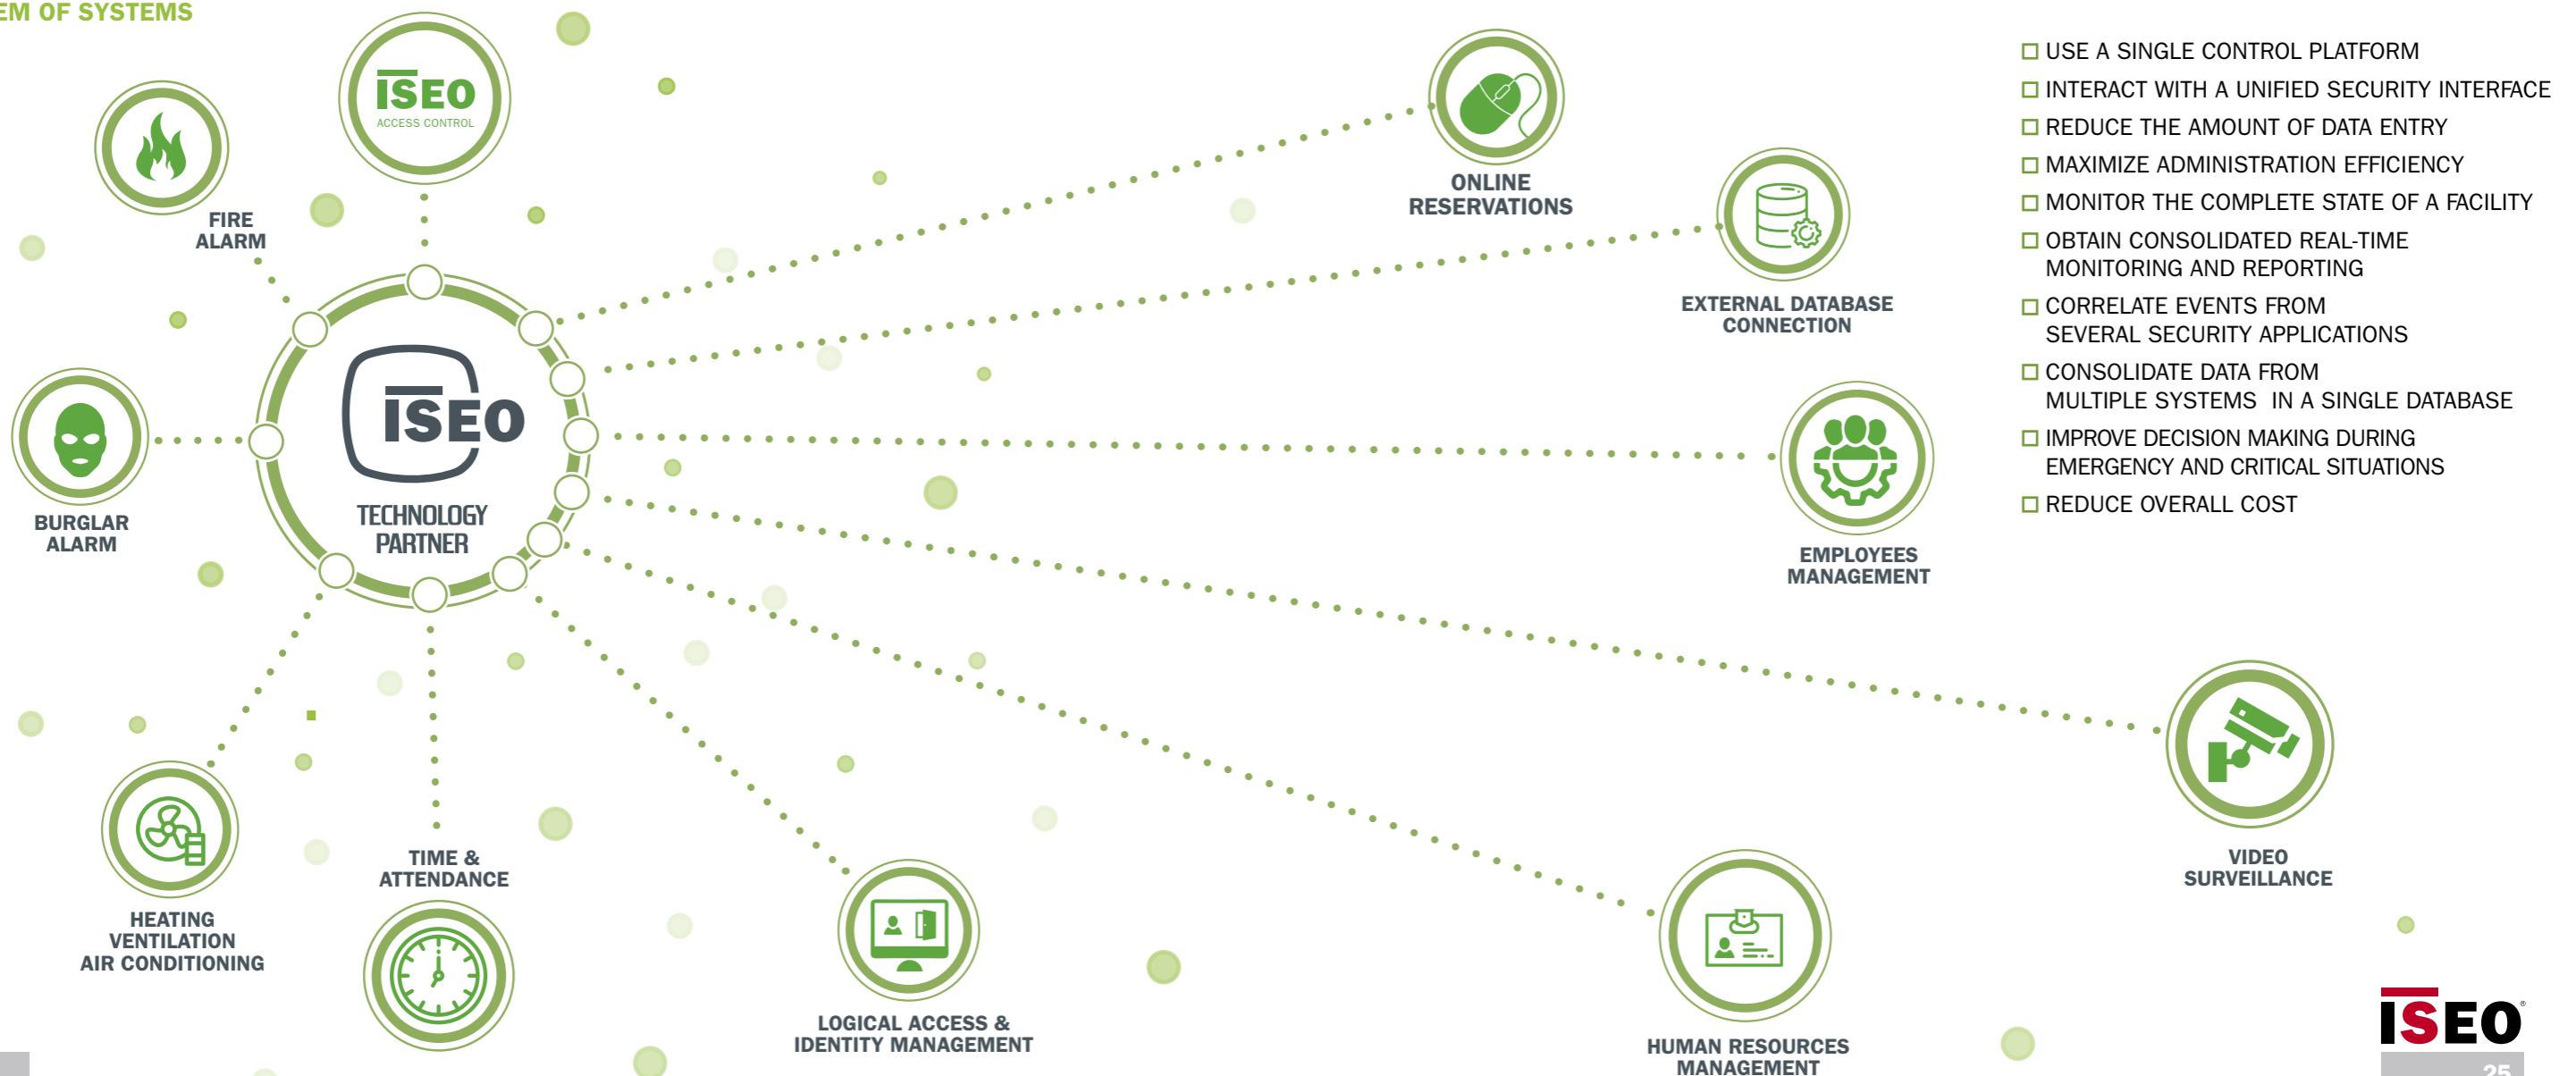 EM OF SYSTEMS
ISEO
ACCESS CONTROL
FIRE
ALARM
ISEO
TECHNOLOGY
PARTNER
BURGLAR
ALARM
HEATING
VENTILATION
AIR CONDITIONING
TIME &
ATTENDANCE
LOGICAL ACCESS &
IDENTITY MANAGEMENT
ONLINE
RESERVATIONS
EXTERNAL DATABASE
CONNECTION
EMPLOYEES
MANAGEMENT
VIDEO
SURVEILLANCE
HUMAN RESOURCES
MANAGEMENT
USE A SINGLE CONTROL PLATFORM
INTERACT WITH A UNIFIED SECURITY INTERFACE
REDUCE THE AMOUNT OF DATA ENTRY
MAXIMIZE ADMINISTRATION EFFICIENCY
MONITOR THE COMPLETE STATE OF A FACILITY
OBTAIN CONSOLIDATED REAL-TIME
MONITORING AND REPORTING
CORRELATE EVENTS FROM
SEVERAL SECURITY APPLICATIONS
CONSOLIDATE DATA FROM
MULTIPLE SYSTEMS  IN A SINGLE DATABASE
IMPROVE DECISION MAKING DURING
EMERGENCY AND CRITICAL SITUATIONS
REDUCE OVERALL COST
ISEO®
25